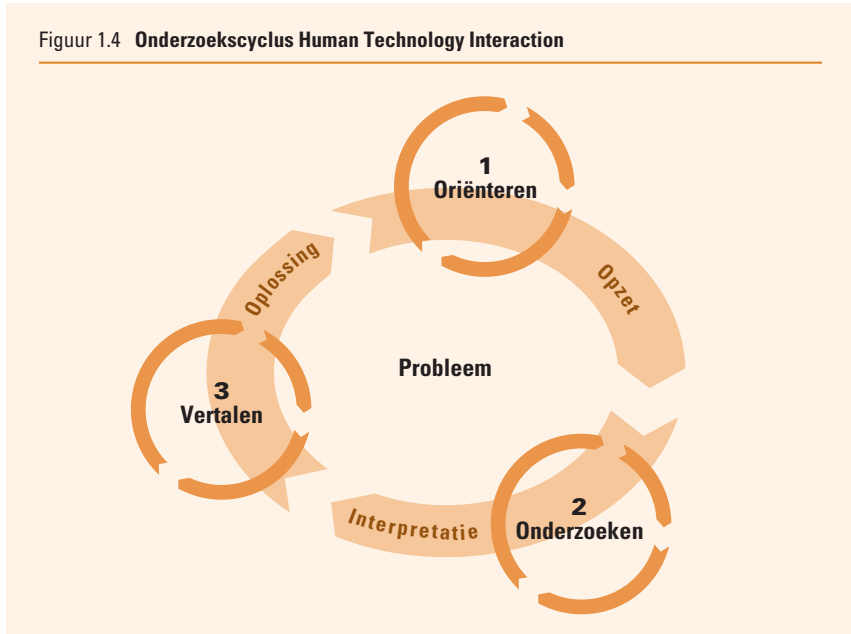 Figuur 1.4 Onderzoekscyclus Human Technology Interaction
1
Oriënteren
Opzet
Oplossing
Probleem
3
Vertalen
2
Onderzoeken
Interpretatie